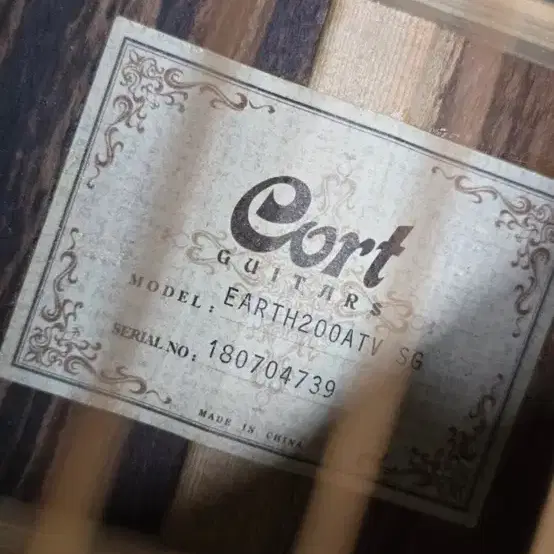 Cort
GUITARS
MODEL: EARTH200ATV SG
SERIAL NO: 180704739
MADE IN CHINA